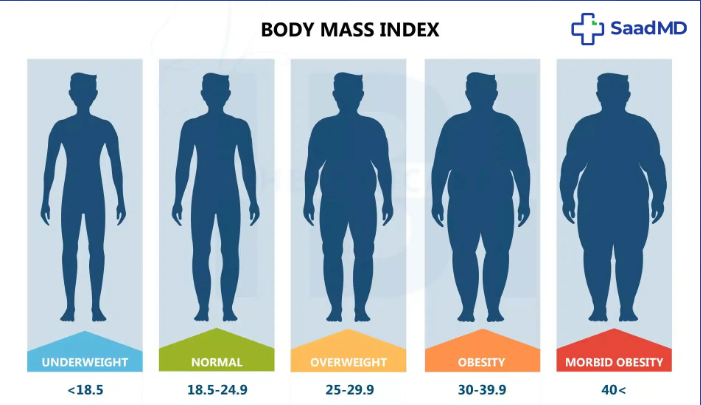 BODY MASS INDEX
SaadMD
UNDERWEIGHT
NORMAL
OVERWEIGHT
OBESITY
MORBID OBESITY
<18.5
18.5-24.9
25-29.9
30-39.9
40<